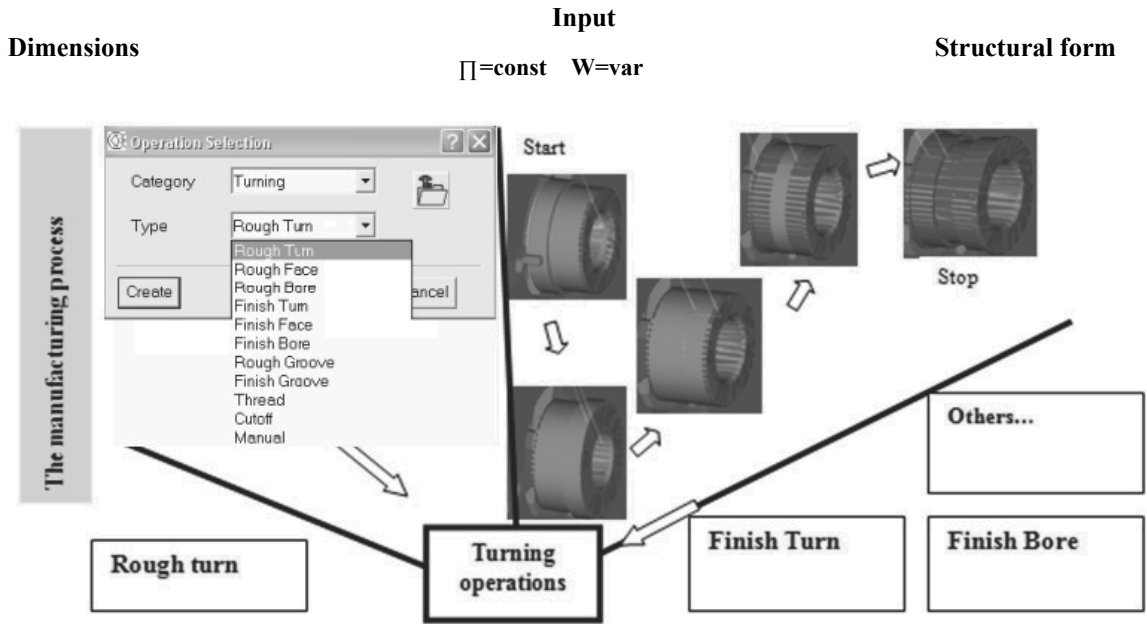 Input
Dimensions
Structural form
∏=const W=var
The manufacturing process
Operation Selection
Category Turning
Type Rough Turn
Rough Turn
Rough Face
Rough Bore
Finish Turn
Finish Face
Finish Bore
Rough Groove
Finish Groove
Thread
Cutoff
Manual
Create
ancel
Start
Stop
Others...
Rough turn
Turning
operations
Finish Turn
Finish Bore